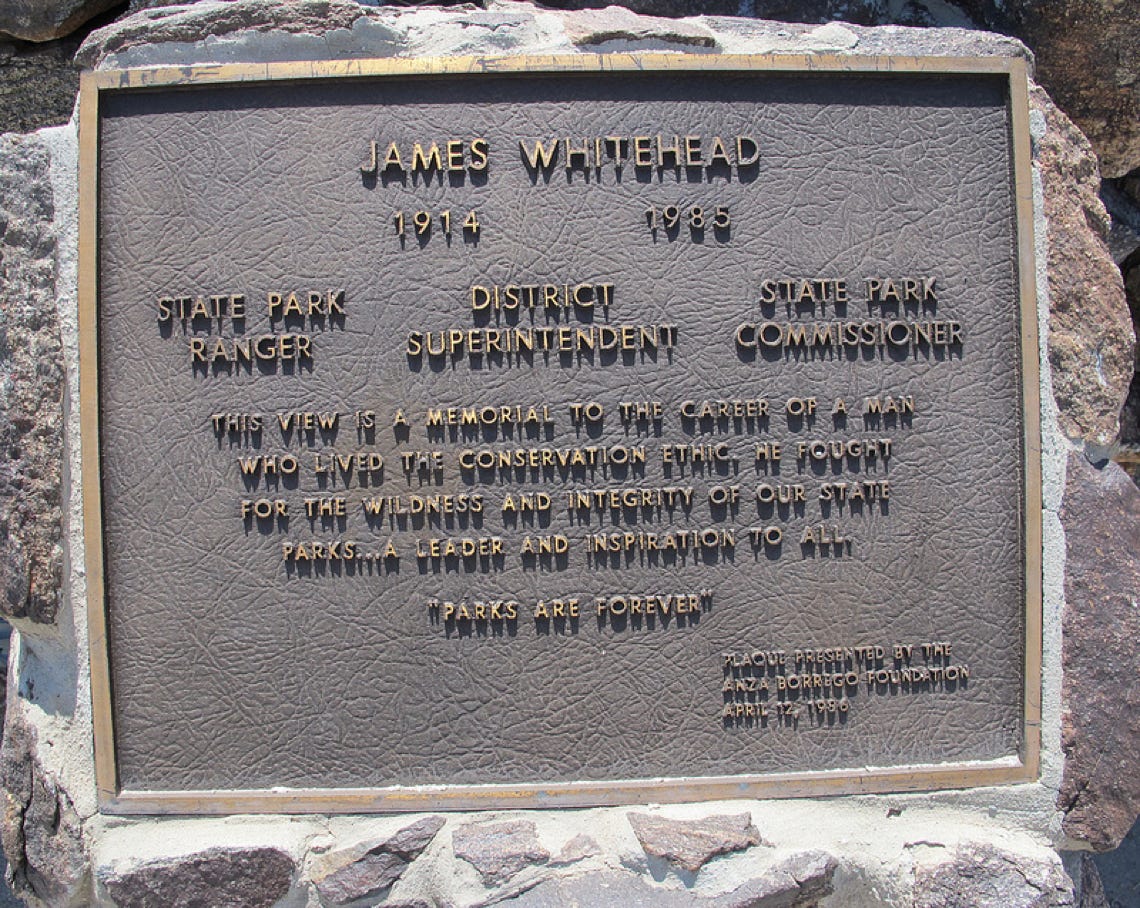 JAMES WHITEHEAD
1914 1985
STATE PARK
RANGER
DISTRICT
SUPERINTENDENT
STATE PARK
COMMISSIONER
THIS VIEW IS A MEMORIAL TO THE CAREER OF A MAN
WHO LIVED THE CONSERVATION ETHIC. HE FOUGHT
FOR THE WILDNESS AND INTEGRITY OF OUR STATE
PARKS...A LEADER AND INSPIRATION TO ALL.
"PARKS ARE FOREVER"
PLAQUE PRESENTED BY THE
ANZA BORREGO FOUNDATION
APRIL 12, 1986